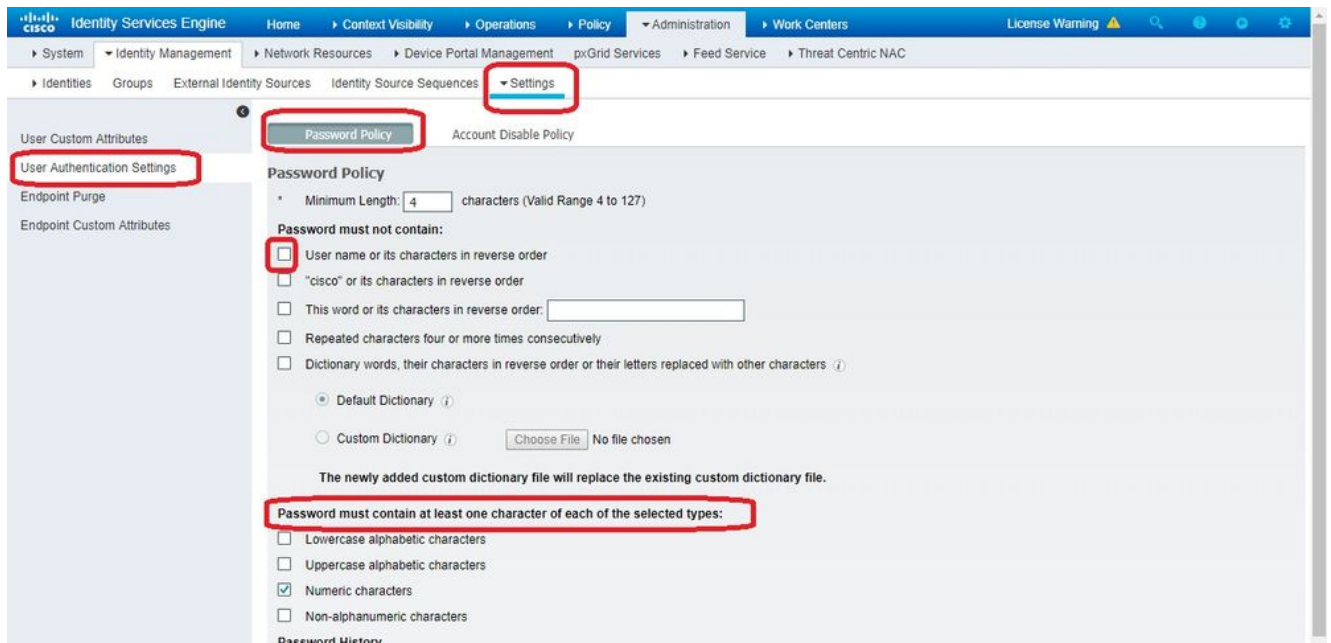 cisco Identity Services Engine Home Context Visibility Operations Policy Administration Work Centers License Warning
System Identity Management Network Resources Device Portal Management pxGrid Services Feed Service Threat Centric NAC
Identities Groups External Identity Sources Identity Source Sequences Settings
User Custom Attributes
User Authentication Settings
Endpoint Purge
Endpoint Custom Attributes
Password Policy Account Disable Policy
Password Policy
* Minimum Length: 4 characters (Valid Range 4 to 127)
Password must not contain:
User name or its characters in reverse order
"cisco" or its characters in reverse order
This word or its characters in reverse order:
Repeated characters four or more times consecutively
Dictionary words, their characters in reverse order or their letters replaced with other characters
Default Dictionary
Custom Dictionary Choose File No file chosen
The newly added custom dictionary file will replace the existing custom dictionary file.
Password must contain at least one character of each of the selected types:
Lowercase alphabetic characters
Uppercase alphabetic characters
Numeric characters
Non-alphanumeric characters
Password History